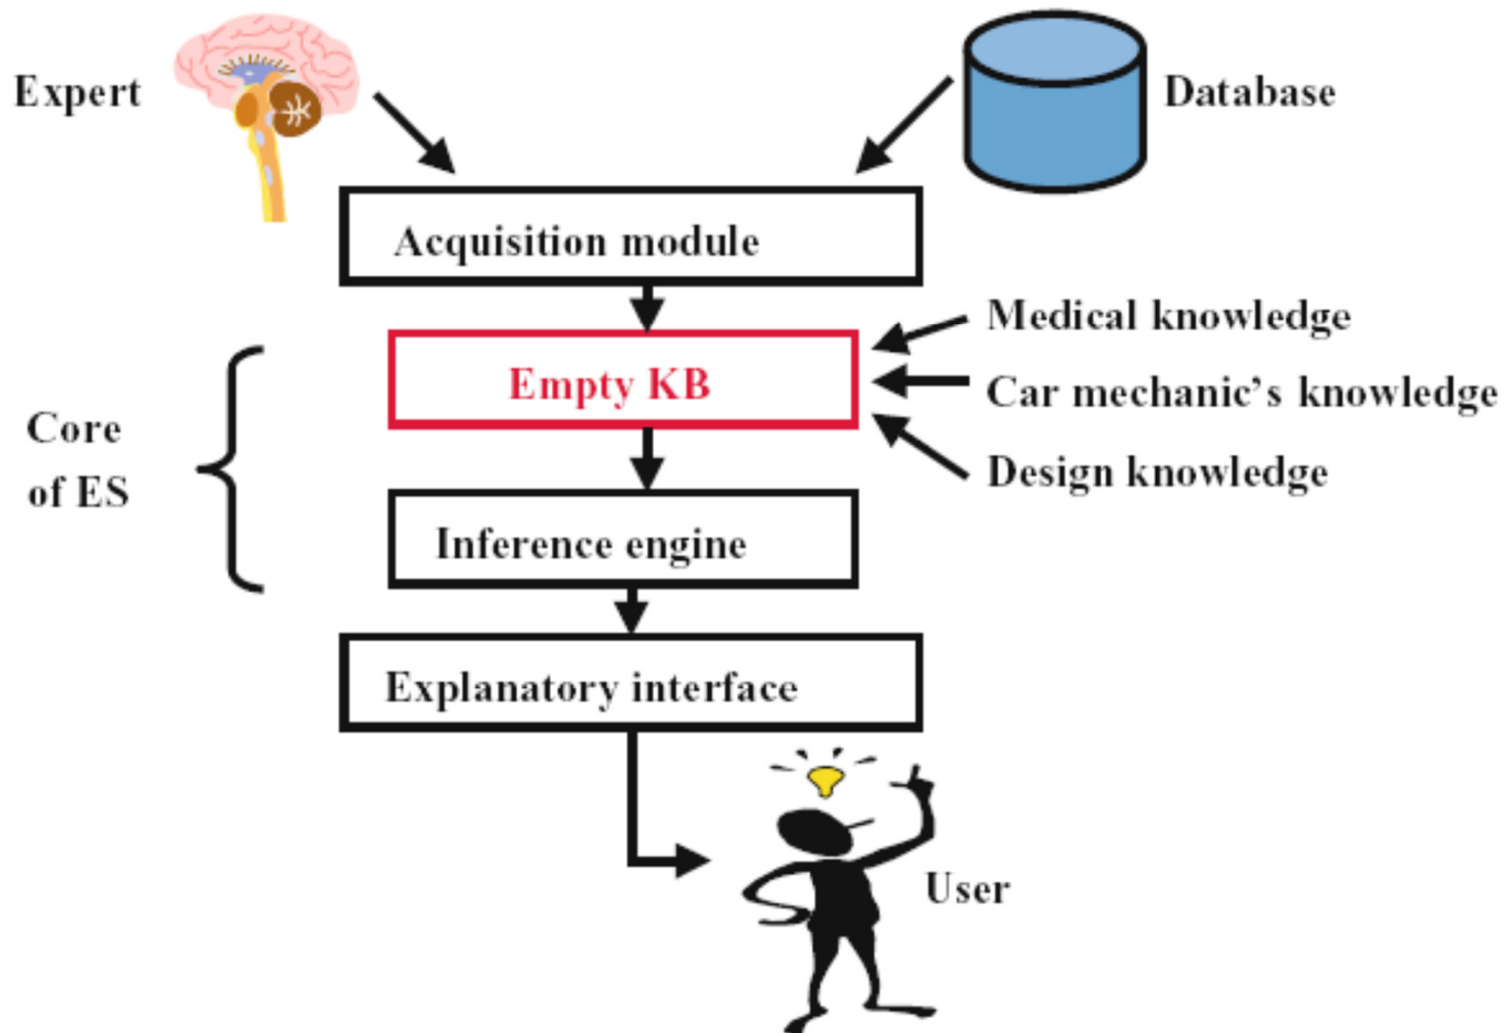 Expert
Database
Acquisition module
Medical knowledge
Empty KB
Car mechanic’s knowledge
Core
of ES
Design knowledge
Inference engine
Explanatory interface
User